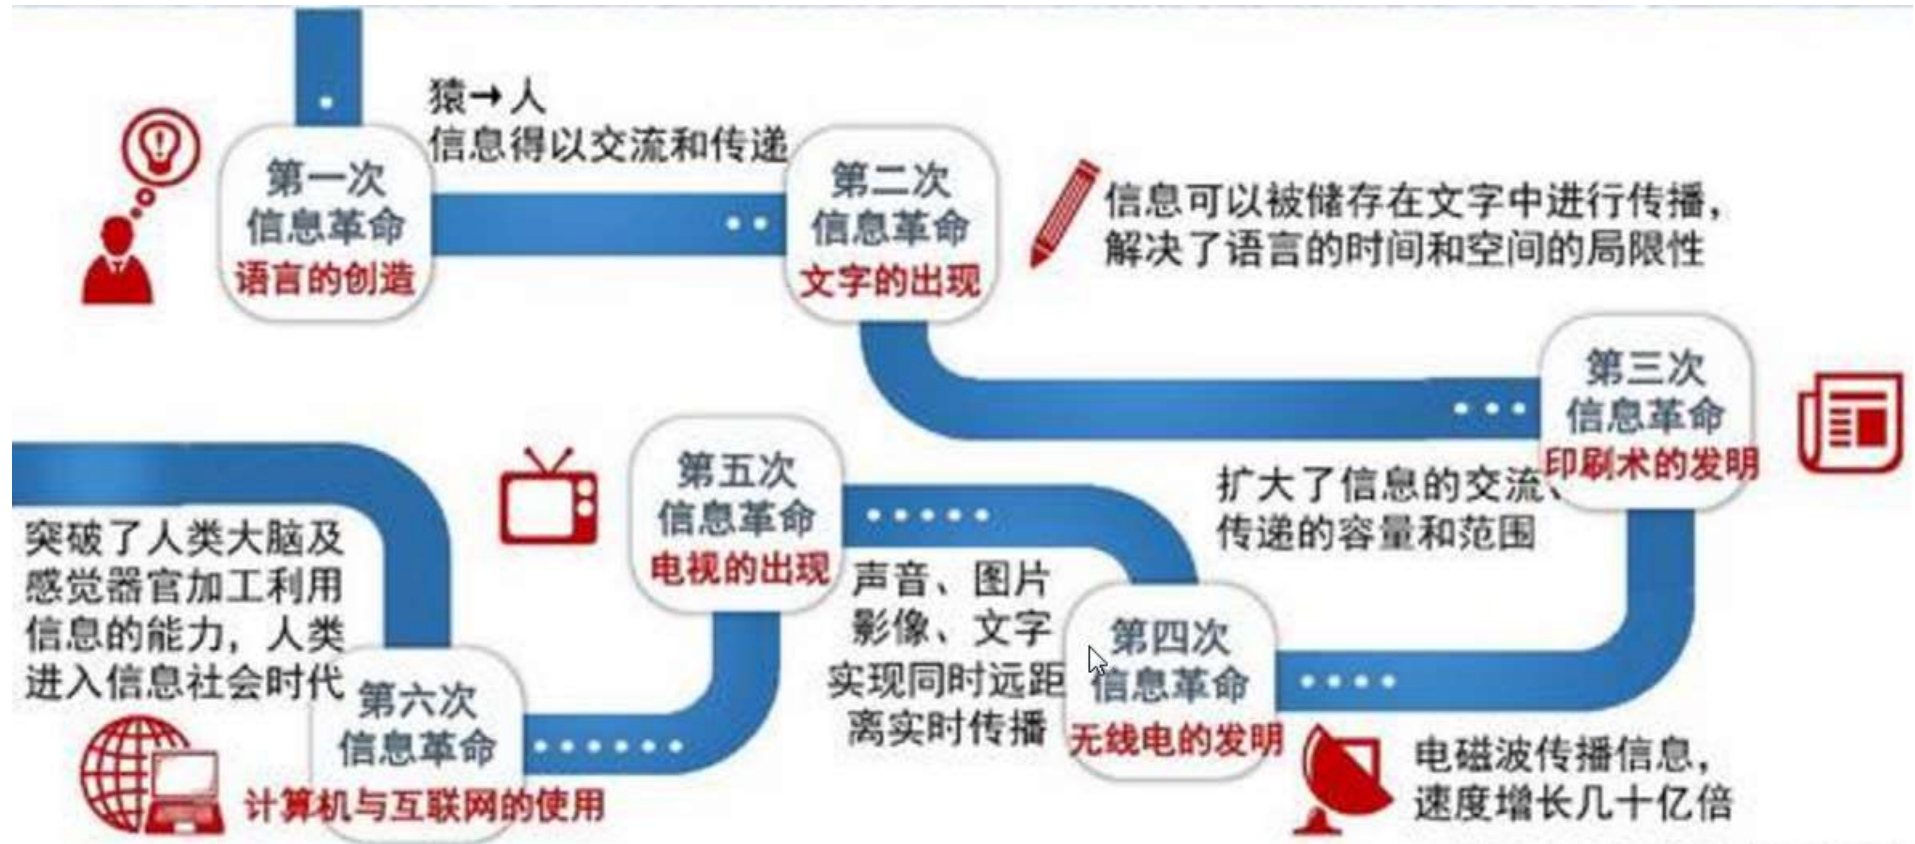 猿→人
信息得以交流和传递
第一次
信息革命
语言的创造
第二次
信息革命
文字的出现
信息可以被储存在文字中进行传播，
解决了语言的时间和空间的局限性
第三次
信息革命
印刷术的发明
扩大了信息的交流、
传递的容量和范围
第四次
信息革命
无线电的发明
电磁波传播信息，
速度增长几十亿倍
第五次
信息革命
电视的出现
声音、图片
影像、文字
实现同时远距
离实时传播
第六次
信息革命
计算机与互联网的使用
突破了人类大脑及
感觉器官加工利用
信息的能力，人类
进入信息社会时代